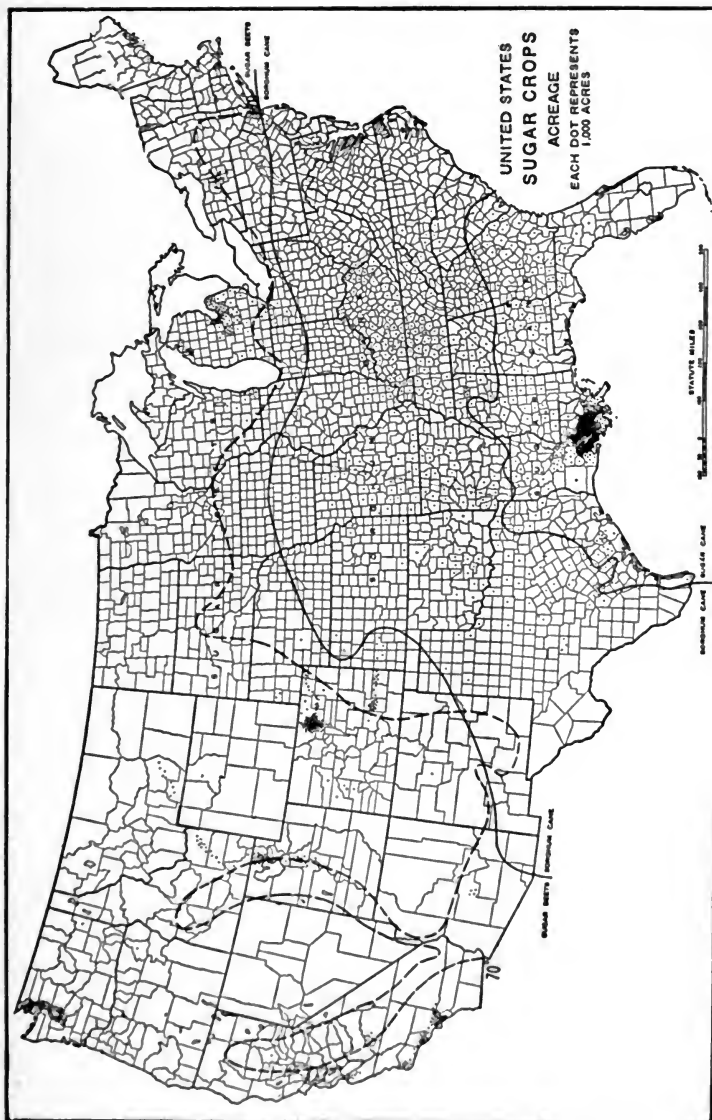 UNITED STATES
SUGAR CROPS
ACREAGE
EACH DOT REPRESENTS
1,000 ACRES
SUGAR BEETS
SORGHUM CANE
STATUTE MILES
SORGHUM CANE
SUGAR CANE
SUGAR BEETS
SORGHUM CANE
70